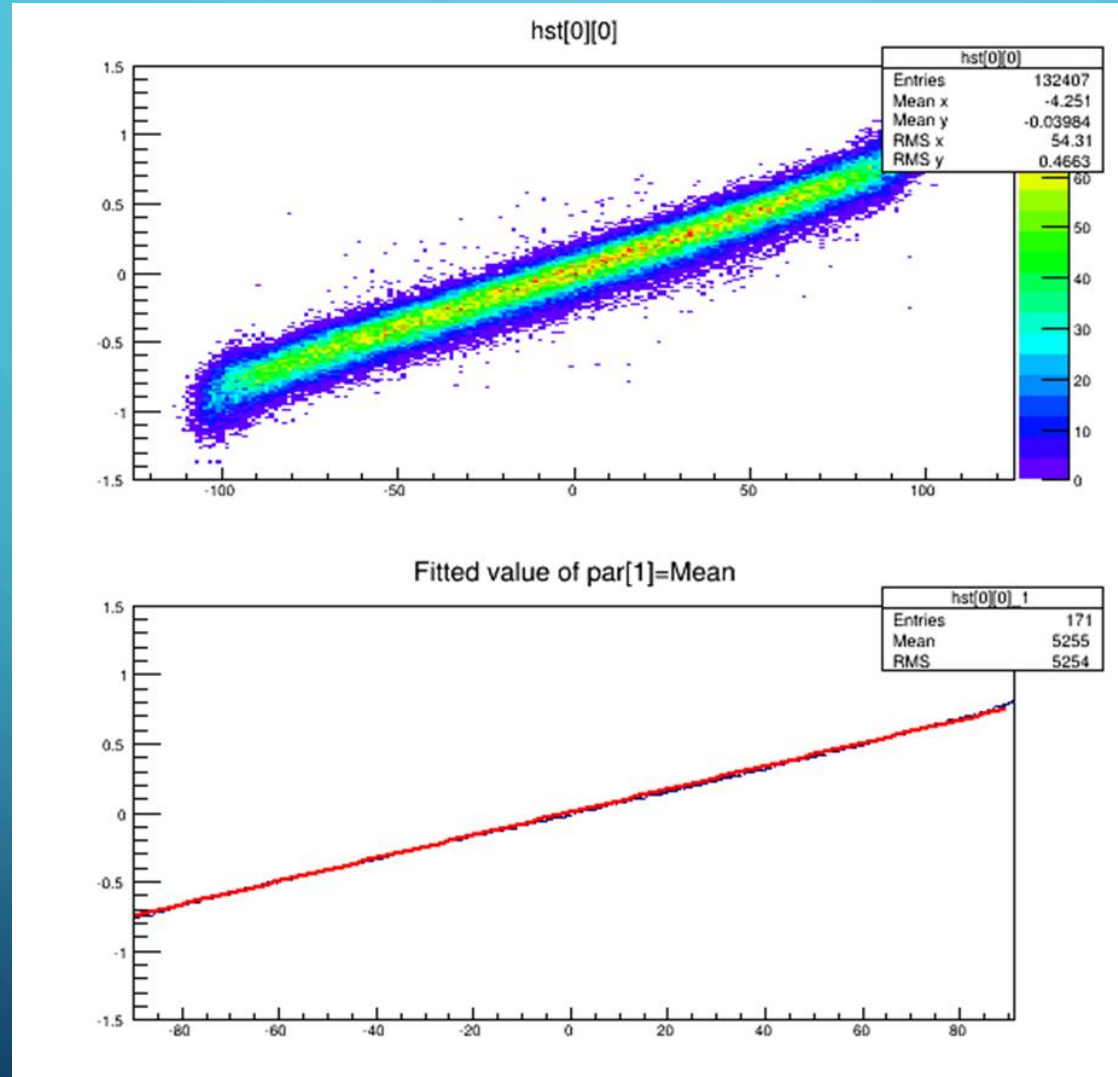 hst[0][0]
hst[0][0]
Entries 132407
Mean x -4.251
Mean y -0.03984
RMS x 54.31
RMS y 0.4663
1.5
1
0.5
0
-0.5
-1
-1.5
-100 -50 0 50 100
60
50
40
30
20
10
0
Fitted value of par[1]=Mean
hst[0][0]_1
Entries 171
Mean 5255
RMS 5254
1.5
1
0.5
0
-0.5
-1
-1.5
-80 -60 -40 -20 0 20 40 60 80